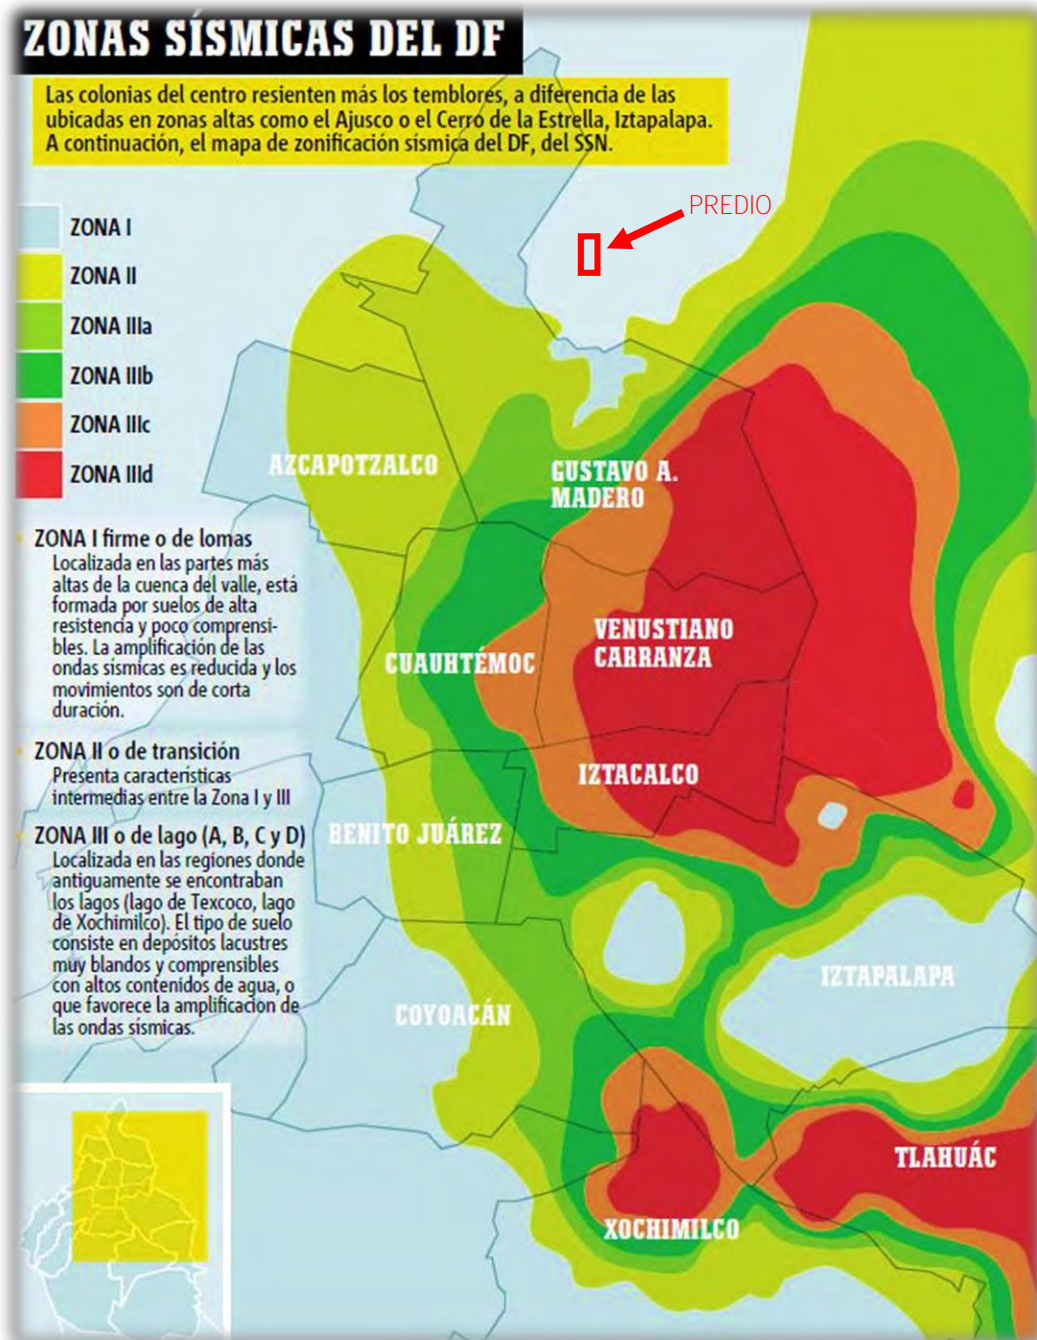 ZONAS SÍSMICAS DEL DF
Las colonias del centro resienten más los temblores, a diferencia de las
ubicadas en zonas altas como el Ajusco o el Cerro de la Estrella, Iztapalapa.
A continuación, el mapa de zonificación sísmica del DF, del SSN.
PREDIO
ZONA I
ZONA II
ZONA IIIa
ZONA IIIb
ZONA IIIc
ZONA IIId
ZONA I firme o de lomas
Localizada en las partes más
altas de la cuenca del valle, está
formada por suelos de alta
resistencia y poco comprensi-
bles. La amplificación de las
ondas sísmicas es reducida y los
movimientos son de corta
duración.
ZONA II o de transición
Presenta características
intermedias entre la Zona I y III
ZONA III o de lago (A, B, C y D)
Localizada en las regiones donde
antiguamente se encontraban
los lagos (lago de Texcoco, lago
de Xochimilco). El tipo de suelo
consiste en depósitos lacustres
muy blandos y comprensibles
con altos contenidos de agua, o
que favorece la amplificación de
las ondas sísmicas.
AZCAPOTZALCO
GUSTAVO A.
MADERO
CUAUHTÉMOC
VENUSTIANO
CARRANZA
IZTACALCO
BENITO JUÁREZ
IZTAPALAPA
COYOACÁN
TLAHUÁC
XOCHIMILCO